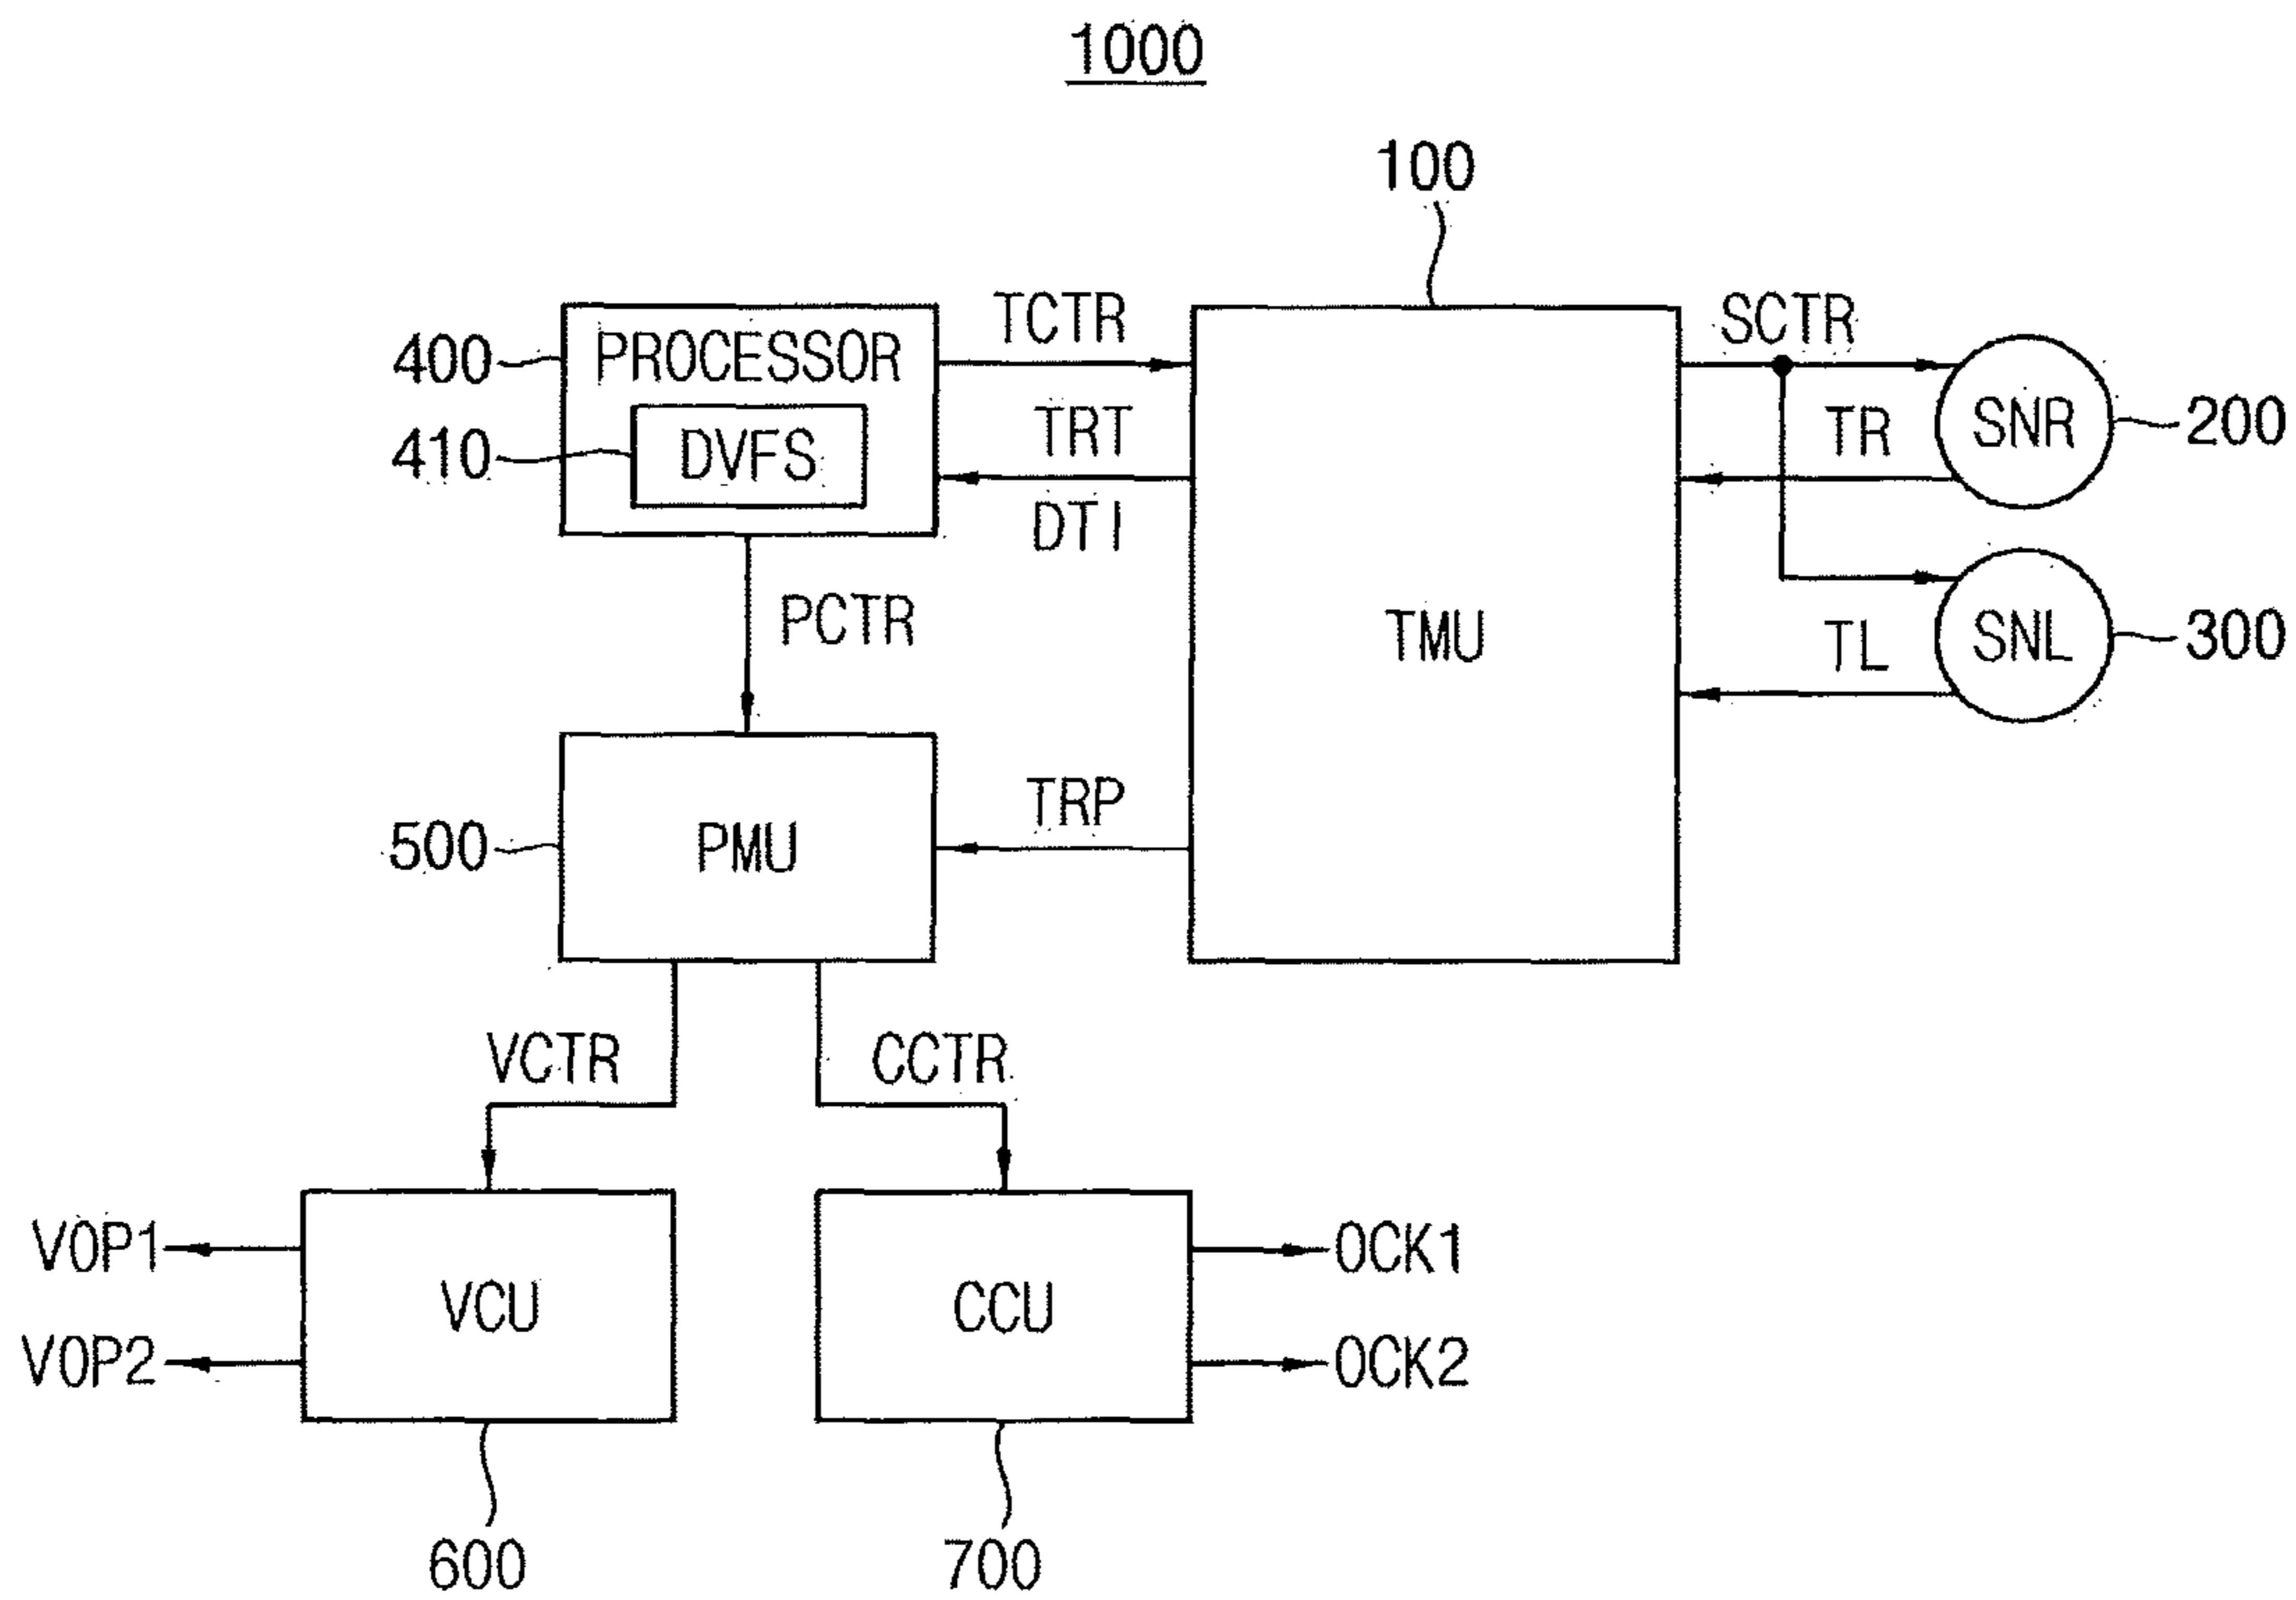 1000
100
400
PROCESSOR
TCTR
SCTR
410
DVFS
TRT
TR
SNR
200
DTI
PCTR
TMU
TL
SNL
300
500
PMU
TRP
VCTR
CCTR
VOP1
VCU
CCU
OCK1
VOP2
OCK2
600
700